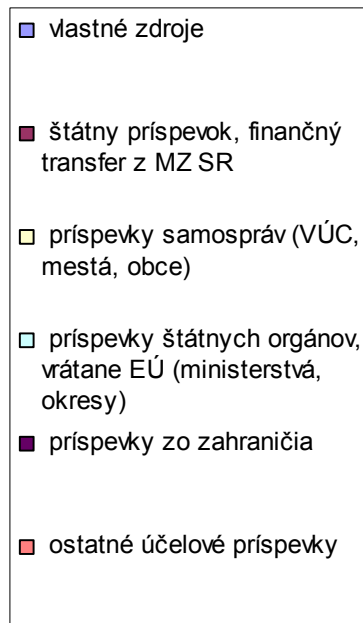 vlastné zdroje
štátny príspevok, finančný
transfer z MZ SR
príspevky samospráv (VÚC,
mestá, obce)
príspevky štátnych orgánov,
vrátane EÚ (ministerstvá,
okresy)
príspevky zo zahraničia
ostatné účelové príspevky